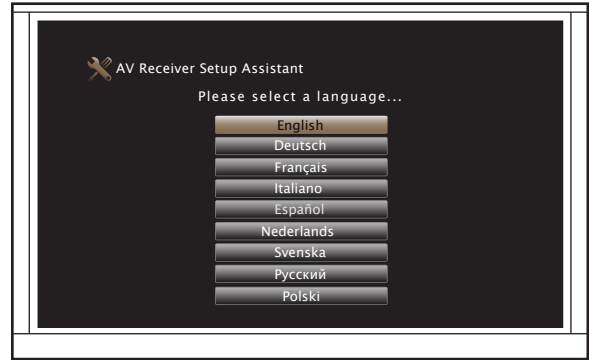 AV Receiver Setup Assistant
Please select a language...
English
Deutsch
Français
Italiano
Español
Nederlands
Svenska
Русский
Polski